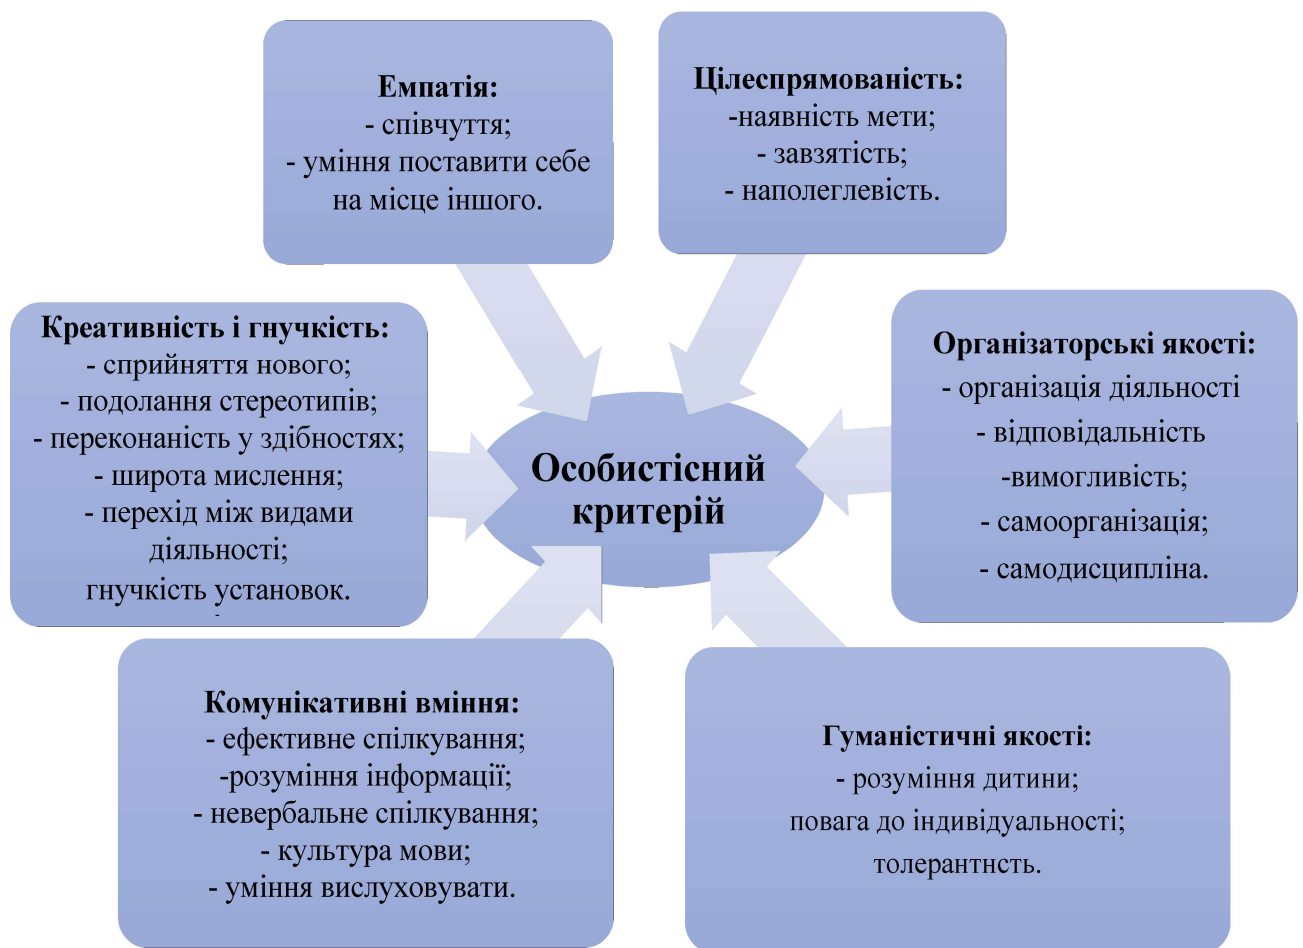 Емпатія:
- співчуття;
- уміння поставити себе
на місце іншого.
Цілеспрямованість:
-наявність мети;
- завзятість;
- наполеглевість.
Креативність і гнучкість:
- сприйняття нового;
- подолання стереотипів;
- переконаність у здібностях;
- широта мислення;
- перехід між видами
діяльності;
гнучкість установок.
Особистісний
критерій
Організаторські якості:
- організація діяльності
- відповідальність
-вимогливість;
- самоорганізація;
- самодисципліна.
Комунікативні вміння:
- ефективне спілкування;
-розуміння інформації;
- невербальне спілкування;
- культура мови;
- уміння вислуховувати.
Гуманістичні якості:
- розуміння дитини;
повага до індивідуальності;
толерантнсть.